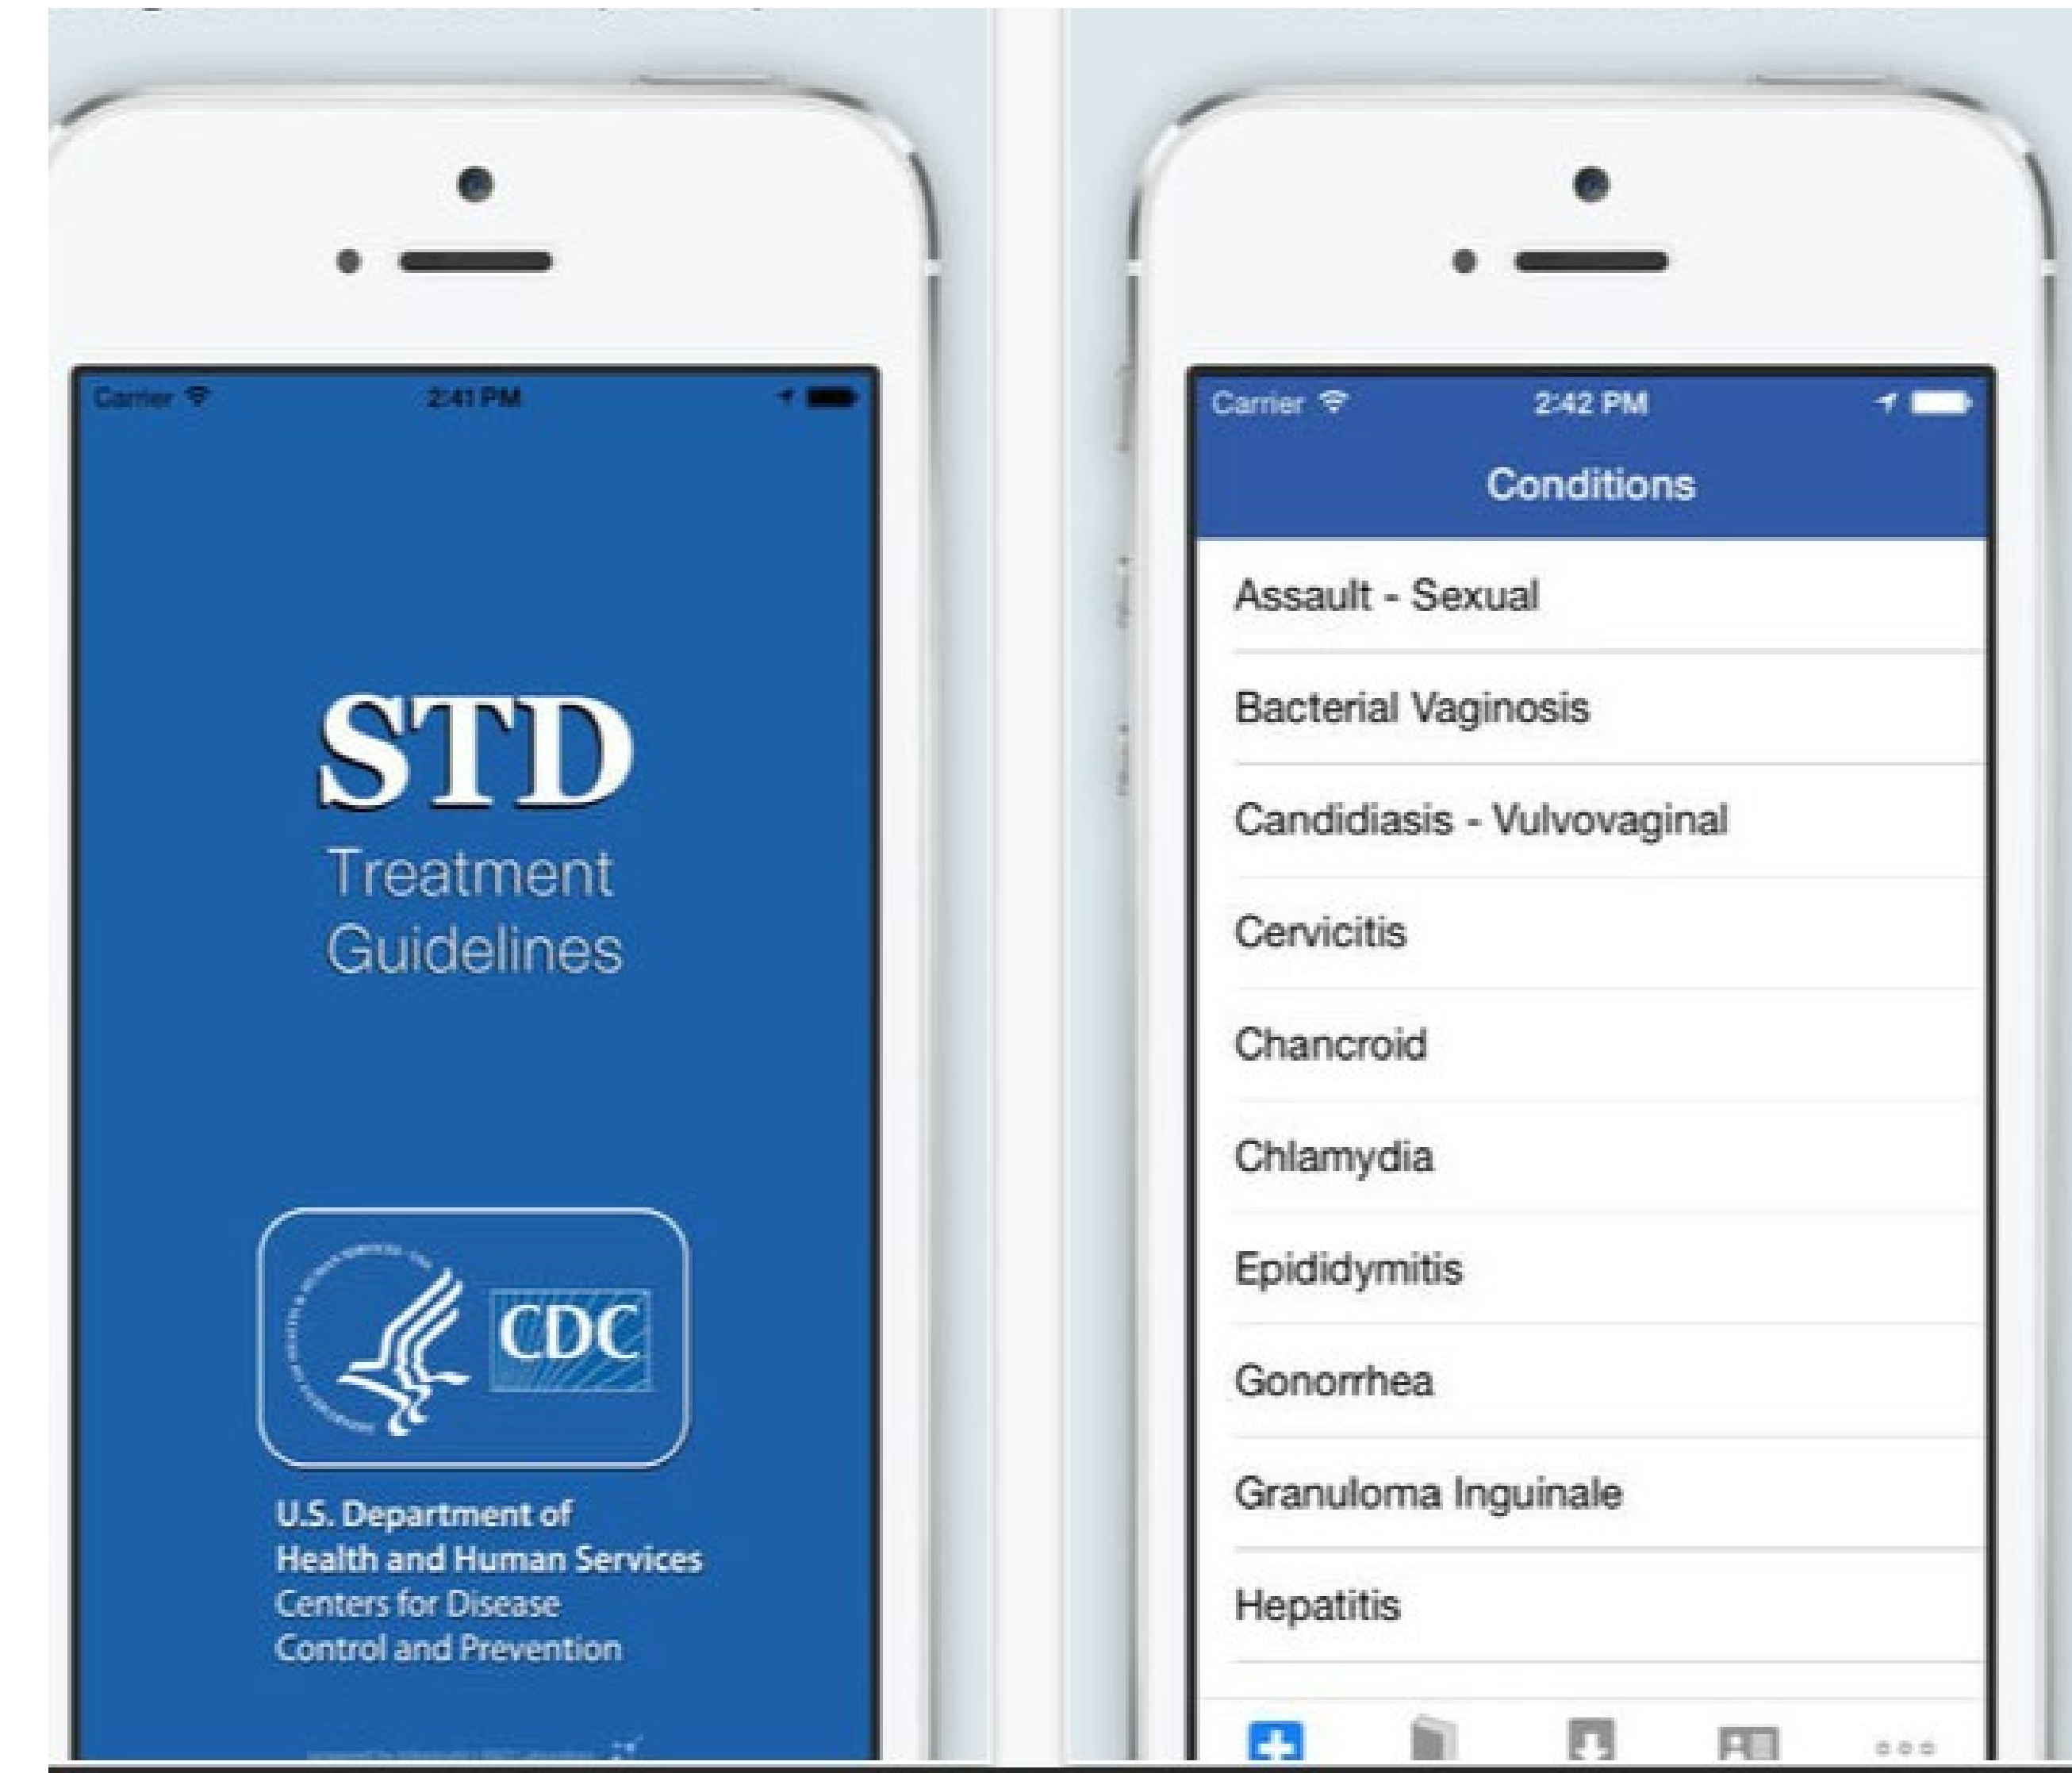 Carrier 2:41 PM
STD
Treatment
Guidelines
CDC
U.S. Department of
Health and Human Services
Centers for Disease
Control and Prevention
Carrier 2:42 PM
Conditions
Assault - Sexual
Bacterial Vaginosis
Candidiasis - Vulvovaginal
Cervicitis
Chancroid
Chlamydia
Epididymitis
Gonorrhea
Granuloma Inguinale
Hepatitis